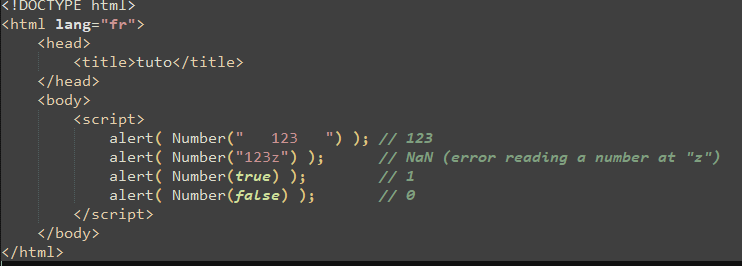 <!DOCTYPE html>
<html lang="fr">
    <head>
        <title>tuto</title>
    </head>
    <body>
        <script>
            alert( Number("   123   ") ); // 123
            alert( Number("123z") );      // NaN (error reading a number at "z")
            alert( Number(true) );        // 1
            alert( Number(false) );       // 0
        </script>
    </body>
</html>